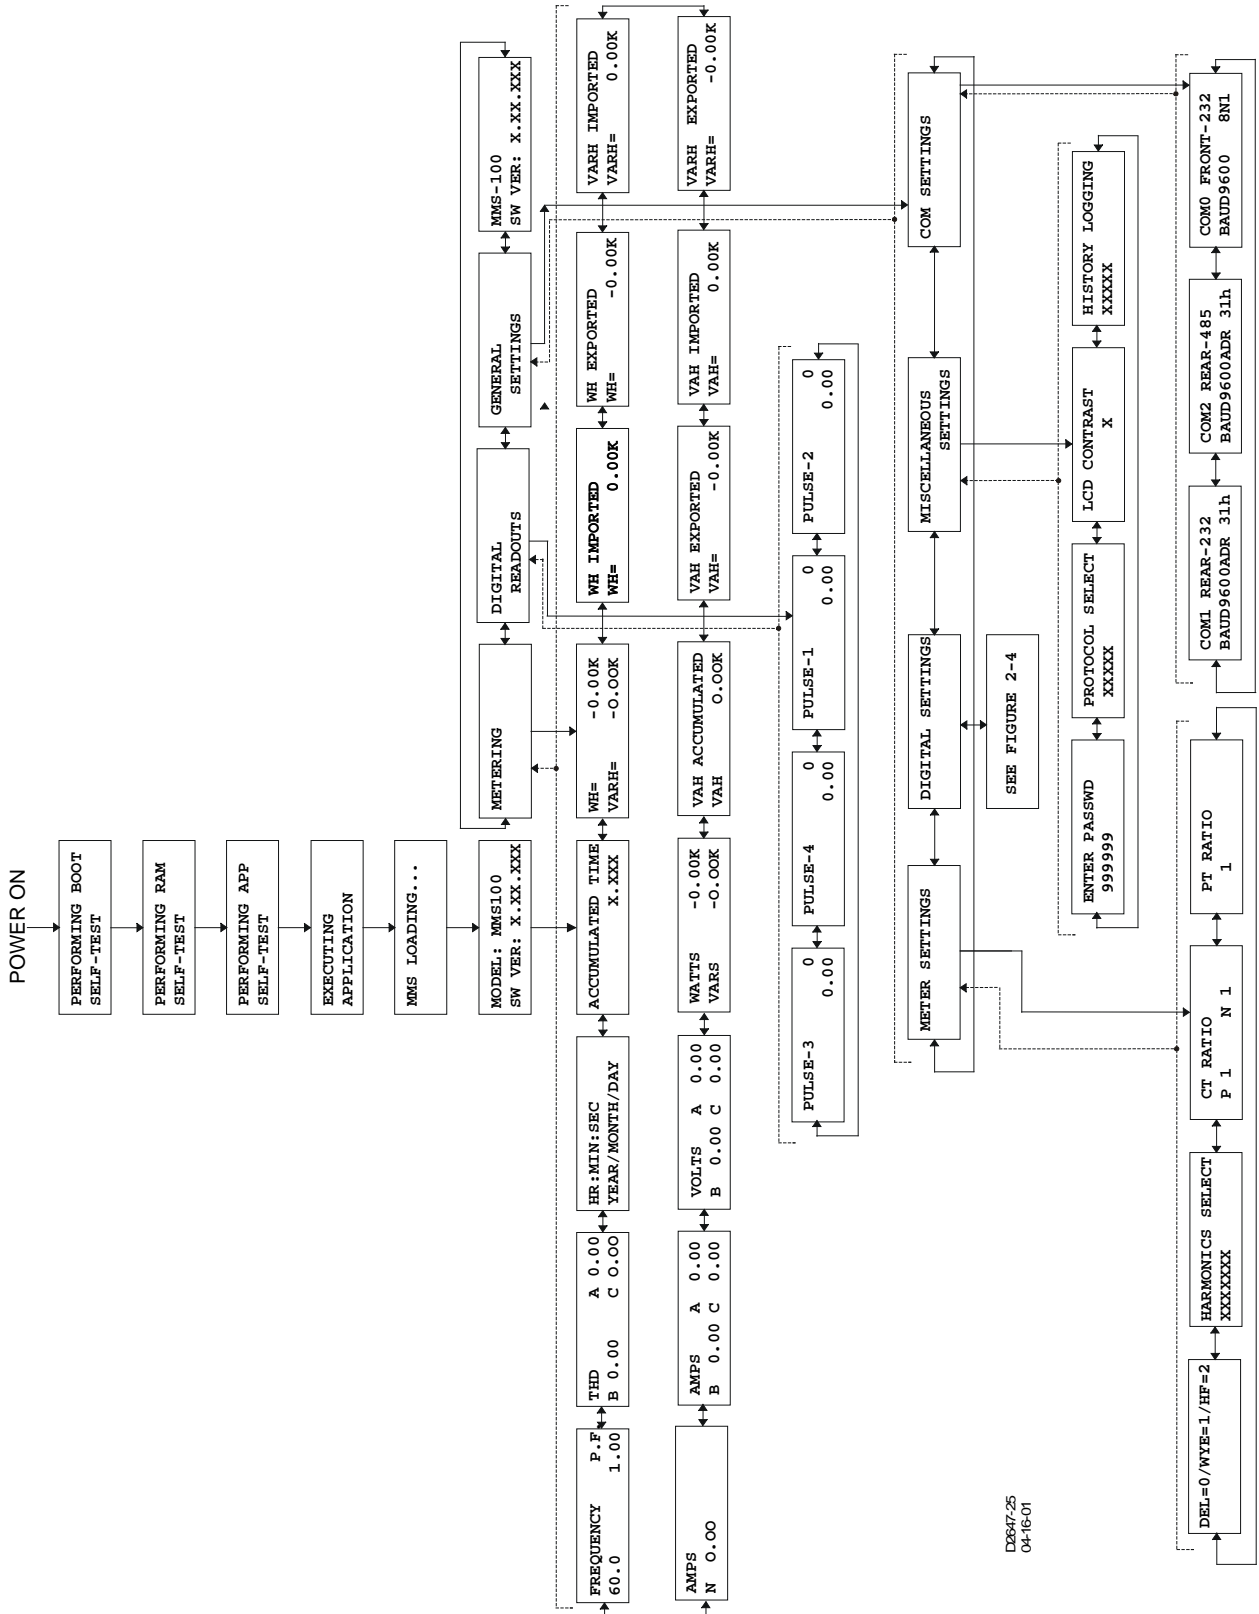 POWER ON
PERFORMING BOOT
SELF-TEST
PERFORMING RAM
SELF-TEST
PERFORMING APP
SELF-TEST
EXECUTING
APPLICATION
MMS LOADING...
MODEL: MMS100
SW VER: X.XX.XXX
METERING
DIGITAL
READOUTS
GENERAL
SETTINGS
MMS-100
SW VER: X.XX.XXX
FREQUENCY P.F
60.0 1.00
THD A 0.00
B 0.00 C 0.00
HR:MIN:SEC
YEAR/MONTH/DAY
ACCUMULATED TIME
X.XXX
WH= -0.00K
VARH= -0.00K
WH IMPORTED
WH= 0.00K
WH EXPORTED
WH= -0.00K
VARH IMPORTED
VARH= 0.00K
AMPS
N 0.00
AMPS A 0.00
B 0.00 C 0.00
VOLTS A 0.00
B 0.00 C 0.00
WATTS -0.00K
VARS -0.00K
VAH ACCUMULATED
VAH 0.00K
VAH EXPORTED
VAH= -0.00K
VAH IMPORTED
VAH= 0.00K
VARH EXPORTED
VARH= -0.00K
PULSE-3 0
0.00
PULSE-4 0
0.00
PULSE-1 0
0.00
PULSE-2 0
0.00
METER SETTINGS
DIGITAL SETTINGS
MISCELLANEOUS
SETTINGS
COM SETTINGS
SEE FIGURE 2-4
ENTER PASSWD
999999
PROTOCOL SELECT
XXXXX
LCD CONTRAST
X
HISTORY LOGGING
XXXXX
DEL=0/WYE=1/HF=2
HARMONICS SELECT
XXXXXXX
CT RATIO
P 1 N 1
PT RATIO
1
COM1 REAR-232
BAUD9600ADR 31h
COM2 REAR-485
BAUD9600ADR 31h
COM0 FRONT-232
BAUD9600 8N1
D2647-25
04-16-01